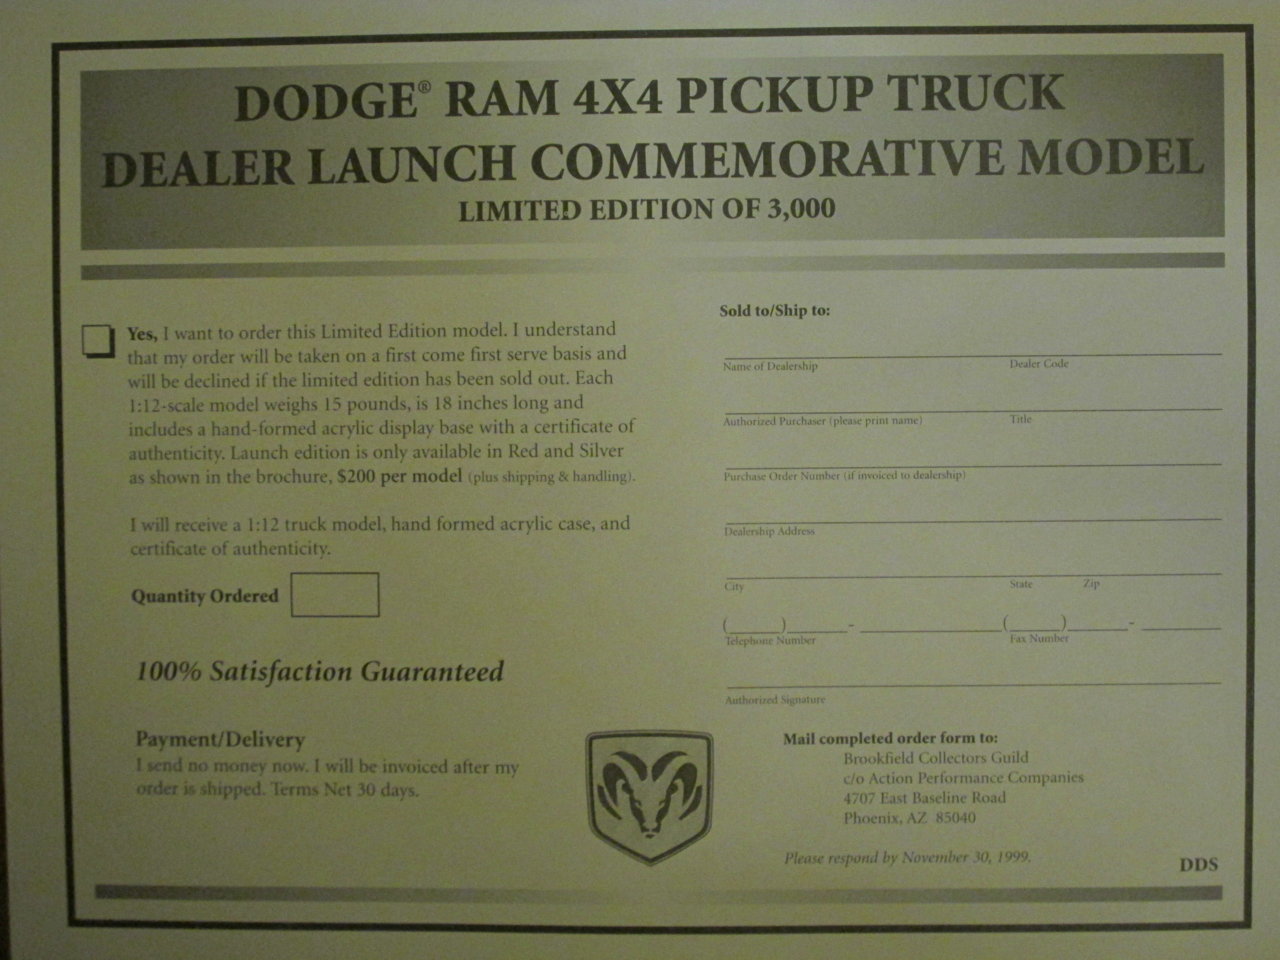 DODGE® RAM 4X4 PICKUP TRUCK
DEALER LAUNCH COMMEMORATIVE MODEL
LIMITED EDITION OF 3,000
Yes, I want to order this Limited Edition model. I understand
that my order will be taken on a first come first serve basis and
will be declined if the limited edition has been sold out. Each
1:12-scale model weighs 15 pounds, is 18 inches long and
includes a hand-formed acrylic display base with a certificate of
authenticity. Launch edition is only available in Red and Silver
as shown in the brochure, $200 per model (plus shipping & handling).
I will receive a 1:12 truck model, hand formed acrylic case, and
certificate of authenticity.
Quantity Ordered
100% Satisfaction Guaranteed
Payment/Delivery
I send no money now. I will be invoiced after my
order is shipped. Terms Net 30 days.
Sold to/Ship to:
Name of Dealership Dealer Code
Authorized Purchaser (please print name) Title
Purchase Order Number (if invoiced to dealership)
Dealership Address
City State Zip
(______)______-______________(______)______-________
Telephone Number Fax Number
Authorized Signature
Mail completed order form to:
Brookfield Collectors Guild
c/o Action Performance Companies
4707 East Baseline Road
Phoenix, AZ 85040
Please respond by November 30, 1999.
DDS